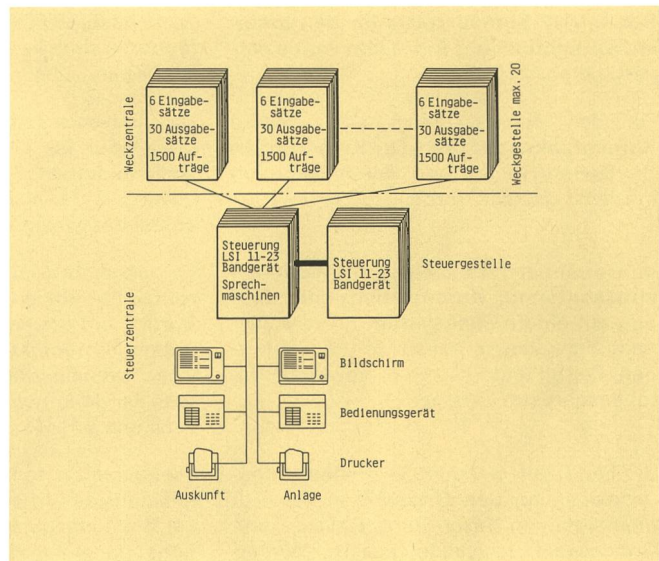 Weckzentrale
6 Eingabe-
sätze
30 Ausgabe-
sätze
1500 Auf-
träge
6 Eingabe-
sätze
30 Ausgabe-
sätze
1500 Auf-
träge
6 Eingabe-
sätze
30 Ausgabe-
sätze
1500 Auf-
träge
Weckgestelle max. 20
Steuerzentrale
Steuerung
LSI 11-23
Bandgerät
Sprech-
maschinen
Steuerung
LSI 11-23
Bandgerät
Steuergestelle
Bildschirm
Bedienungsgerät
Drucker
Auskunft
Anlage